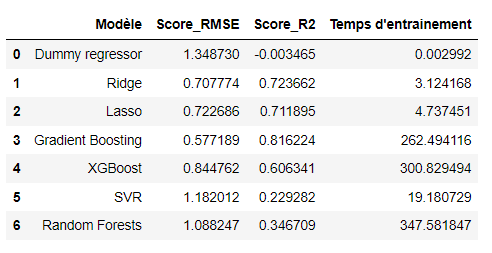 Modèle Score_RMSE Score_R2 Temps d'entrainement
0 Dummy regressor 1.348730 -0.003465 0.002992
1 Ridge 0.707774 0.723662 3.124168
2 Lasso 0.722686 0.711895 4.737451
3 Gradient Boosting 0.577189 0.816224 262.494116
4 XGBoost 0.844762 0.606341 300.829494
5 SVR 1.182012 0.229282 19.180729
6 Random Forests 1.088247 0.346709 347.581847